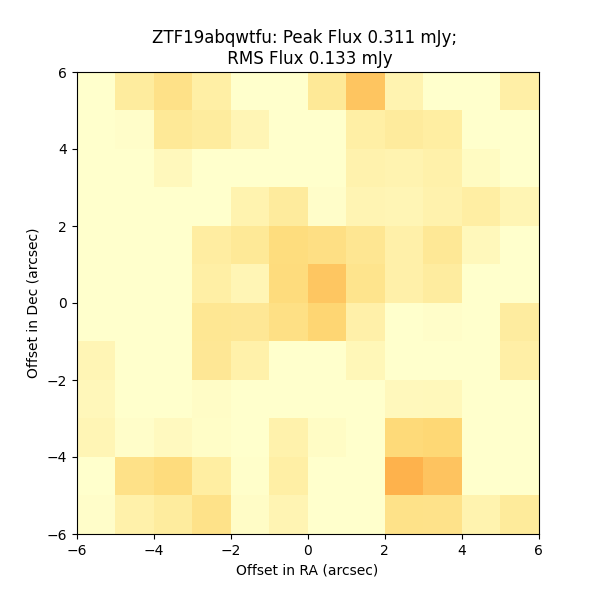 ZTF19abqwtfu: Peak Flux 0.311 mJy;
RMS Flux 0.133 mJy
6
4
2
0
−2
−4
−6
Offset in Dec (arcsec)
−6 −4 −2 0 2 4 6
Offset in RA (arcsec)